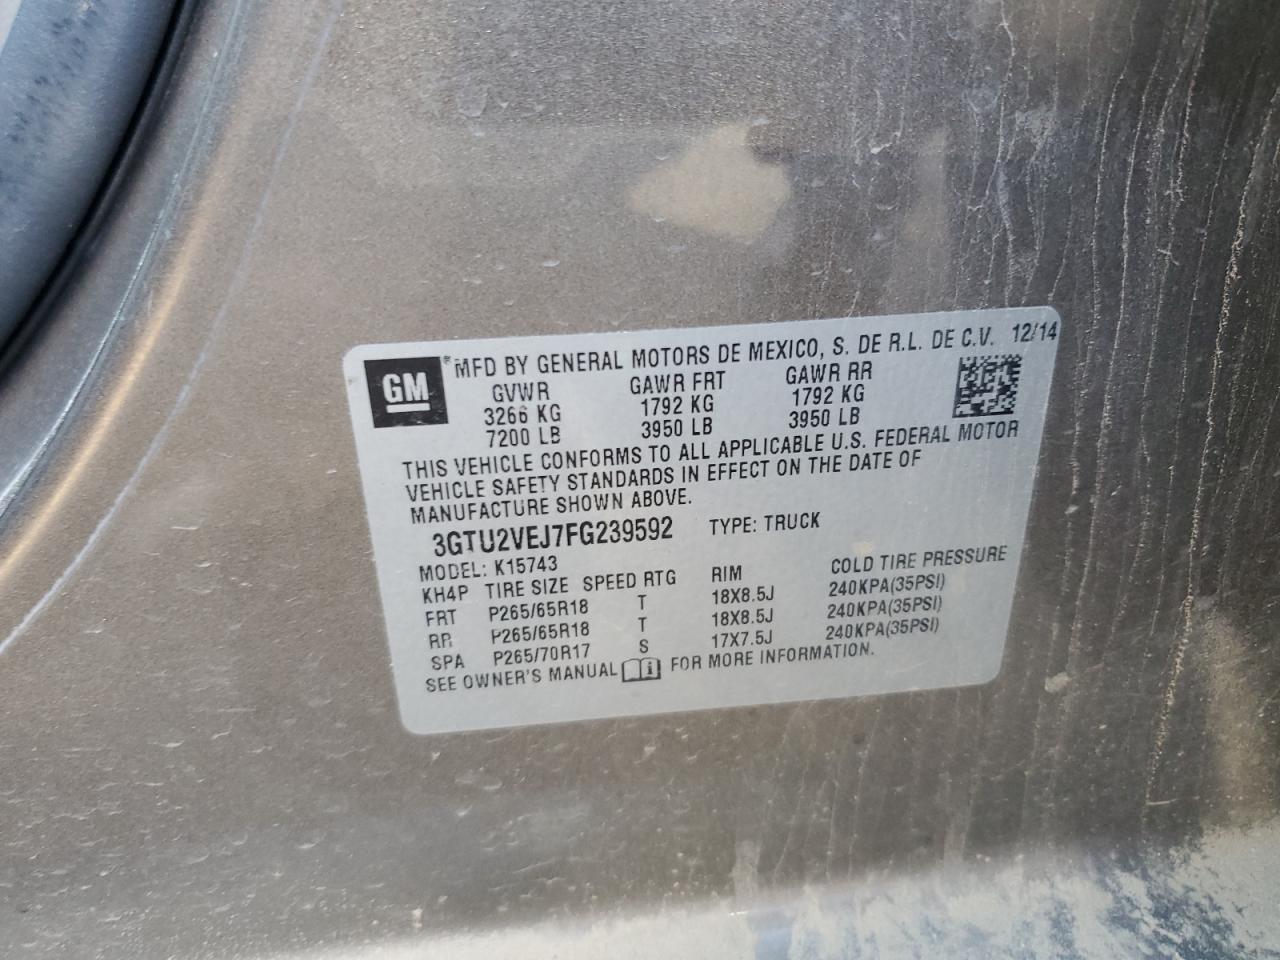 GM
MFD BY GENERAL MOTORS DE MEXICO, S. DE R.L. DE C.V. 12/14
GVWR GAWR FRT GAWR RR
3266 KG 1792 KG 1792 KG
7200 LB 3950 LB 3950 LB
THIS VEHICLE CONFORMS TO ALL APPLICABLE U.S. FEDERAL MOTOR
VEHICLE SAFETY STANDARDS IN EFFECT ON THE DATE OF
MANUFACTURE SHOWN ABOVE.
3GTU2VEJ7FG239592 TYPE: TRUCK
MODEL: K15743
KH4P TIRE SIZE SPEED RTG RIM COLD TIRE PRESSURE
FRT P265/65R18 T 18X8.5J 240KPA(35PSI)
RR P265/65R18 T 18X8.5J 240KPA(35PSI)
SPA P265/70R17 S 17X7.5J 240KPA(35PSI)
SEE OWNER'S MANUAL FOR MORE INFORMATION.